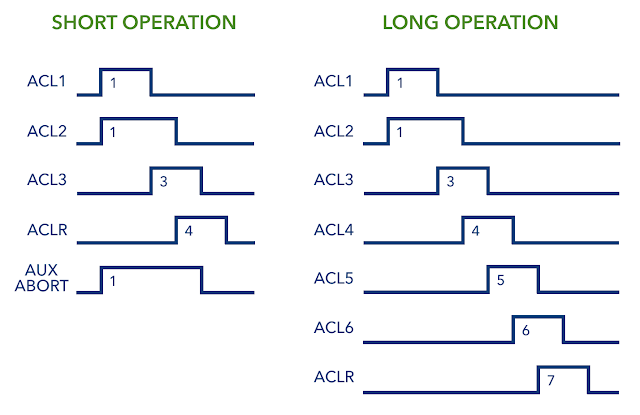 SHORT OPERATION
ACL1
1
ACL2
1
ACL3
3
ACLR
4
AUX
ABORT
1
LONG OPERATION
ACL1
1
ACL2
1
ACL3
3
ACL4
4
ACL5
5
ACL6
6
ACLR
7